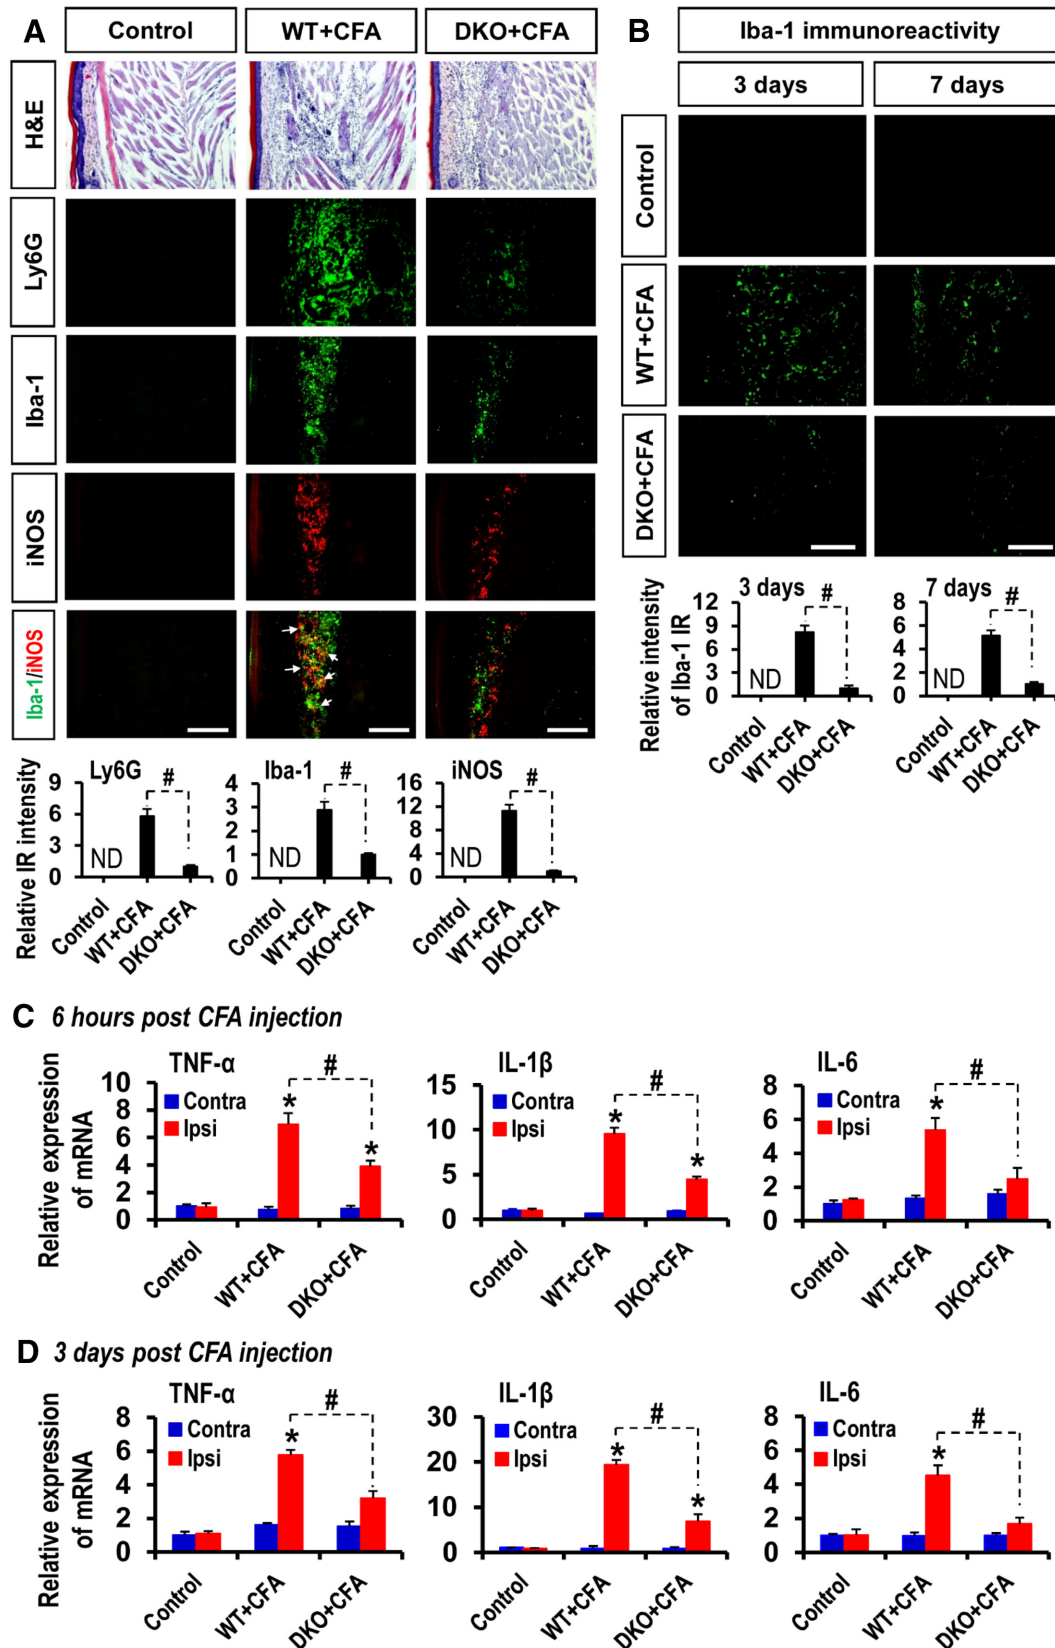 A
Control
WT+CFA
DKO+CFA
H&E
Ly6G
Iba-1
iNOS
Iba-1/iNOS
Relative IR intensity
Ly6G
9
6
3
0
ND
#
Control
WT+CFA
DKO+CFA
Iba-1
4
3
2
1
0
ND
#
Control
WT+CFA
DKO+CFA
iNOS
16
12
8
4
0
ND
#
Control
WT+CFA
DKO+CFA
B
Iba-1 immunoreactivity
3 days
7 days
Control
WT+CFA
DKO+CFA
Relative intensity
of Iba-1 IR
3 days
12
9
6
3
0
ND
#
Control
WT+CFA
DKO+CFA
7 days
8
6
4
2
0
ND
#
Control
WT+CFA
DKO+CFA
C 6 hours post CFA injection
Relative expression
of mRNA
TNF-α
10
8
6
4
2
0
Contra
Ipsi
*
#
*
Control
WT+CFA
DKO+CFA
IL-1β
15
10
5
0
Contra
Ipsi
*
#
*
Control
WT+CFA
DKO+CFA
IL-6
8
6
4
2
0
Contra
Ipsi
*
#
Control
WT+CFA
DKO+CFA
D 3 days post CFA injection
Relative expression
of mRNA
TNF-α
8
6
4
2
0
Contra
Ipsi
*
#
Control
WT+CFA
DKO+CFA
IL-1β
30
20
10
0
Contra
Ipsi
*
#
*
Control
WT+CFA
DKO+CFA
IL-6
8
6
4
2
0
Contra
Ipsi
*
#
Control
WT+CFA
DKO+CFA